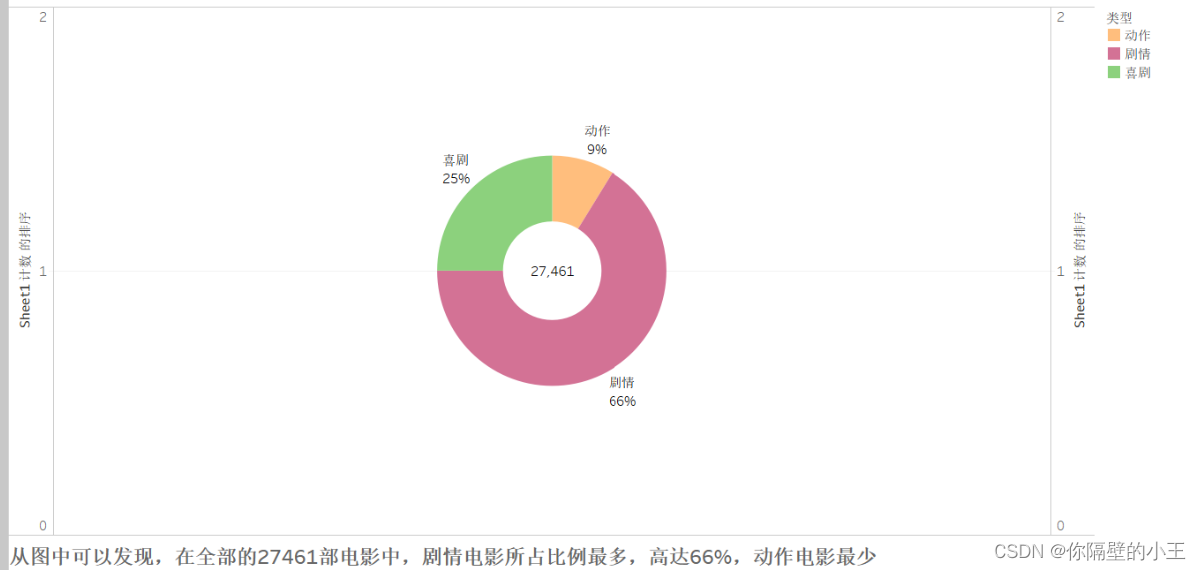 2
2
类型
动作
剧情
喜剧
动作
9%
喜剧
25%
Sheet1 计数 的排序
1
27,461
1
Sheet1 计数 的排序
剧情
66%
0
0
从图中可以发现，在全部的27461部电影中，剧情电影所占比例最多，高达66%，动作电影最少
CSDN @你隔壁的小王